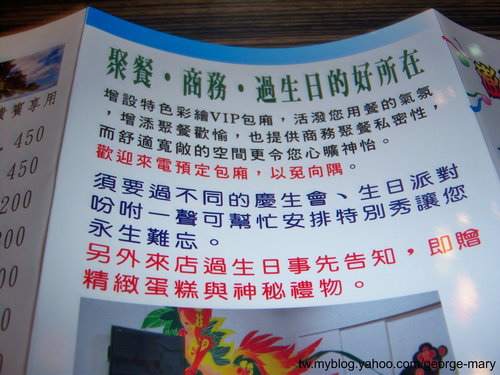 聚餐・商務・過生日的好所在
增設特色彩繪VIP包廂,活潑您用餐的氣氛
,增添聚餐歡愉,也提供商務聚餐私密性,
而舒適寬敞的空間更令您心曠神怡。
歡迎來電預定包廂,以至向隅。
須要過不同的慶生會、生日派對
吩咐一聲可幫忙安排特別秀讓您
永生難忘。
另外來店過生日事先告知,即贈
精緻蛋糕與神秘禮物。
貴賓專用
450
450
200
200
0
0
tw.myblog.yahoo.com/george-mary